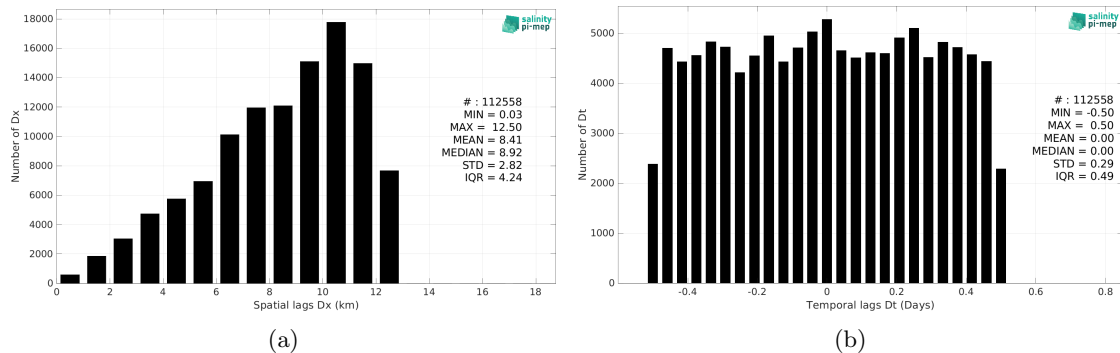 18000
16000
14000
12000
10000
8000
6000
4000
2000
0
Number of Dx
0 2 4 6 8 10 12 14 16 18
Spatial lags Dx (km)
salinity
pi-mep
# : 112558
MIN = 0.03
MAX = 12.50
MEAN = 8.41
MEDIAN = 8.92
STD = 2.82
IQR = 4.24
(a)
5000
4000
3000
2000
1000
0
Number of Dt
-0.4 -0.2 0 0.2 0.4 0.6 0.8
Temporal lags Dt (Days)
salinity
pi-mep
# : 112558
MIN = -0.50
MAX = 0.50
MEAN = 0.00
MEDIAN = 0.00
STD = 0.29
IQR = 0.49
(b)